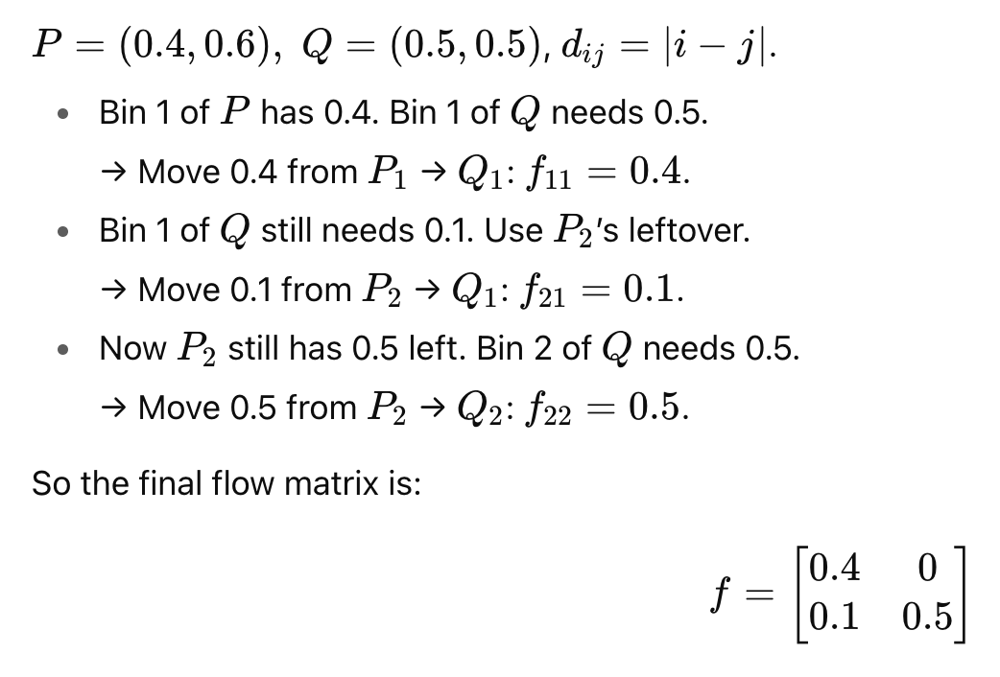 P = (0.4, 0.6), Q = (0.5, 0.5), d_{ij} = |i − j|.
• Bin 1 of P has 0.4. Bin 1 of Q needs 0.5.
→ Move 0.4 from P_1 → Q_1: f_{11} = 0.4.
• Bin 1 of Q still needs 0.1. Use P_2's leftover.
→ Move 0.1 from P_2 → Q_1: f_{21} = 0.1.
• Now P_2 still has 0.5 left. Bin 2 of Q needs 0.5.
→ Move 0.5 from P_2 → Q_2: f_{22} = 0.5.
So the final flow matrix is:
f = [0.4 0
0.1 0.5]